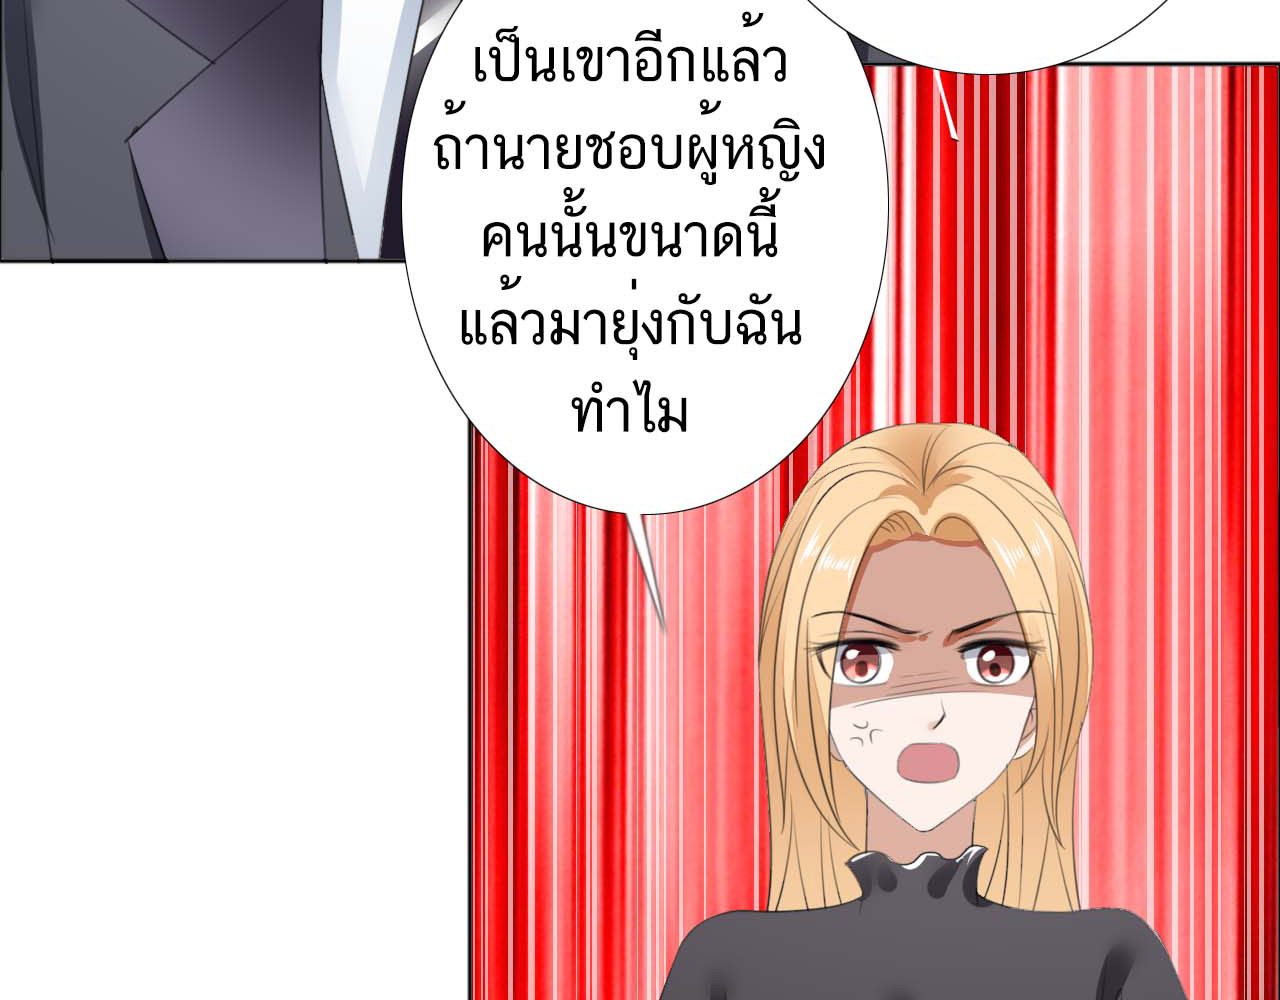 เป็นเขาอีกแล้ว
ถ้านายชอบผู้หญิง
คนนั้นขนาดนี้
แล้วมายุ่งกับฉัน
ทำไม